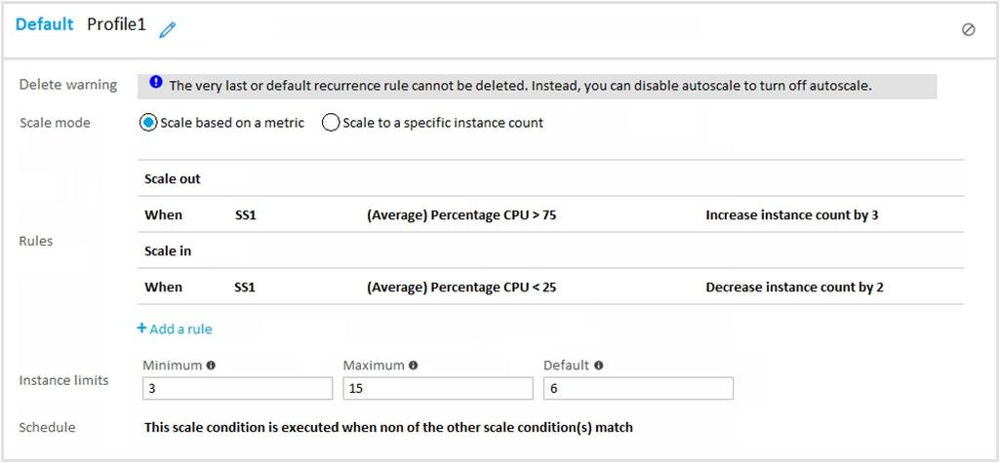 Default Profile1
Delete warning The very last or default recurrence rule cannot be deleted. Instead, you can disable autoscale to turn off autoscale.
Scale mode Scale based on a metric Scale to a specific instance count
Scale out
When SS1 (Average) Percentage CPU > 75 Increase instance count by 3
Rules
Scale in
When SS1 (Average) Percentage CPU < 25 Decrease instance count by 2
+ Add a rule
Minimum Maximum Default
Instance limits 3 15 6
Schedule This scale condition is executed when non of the other scale condition(s) match